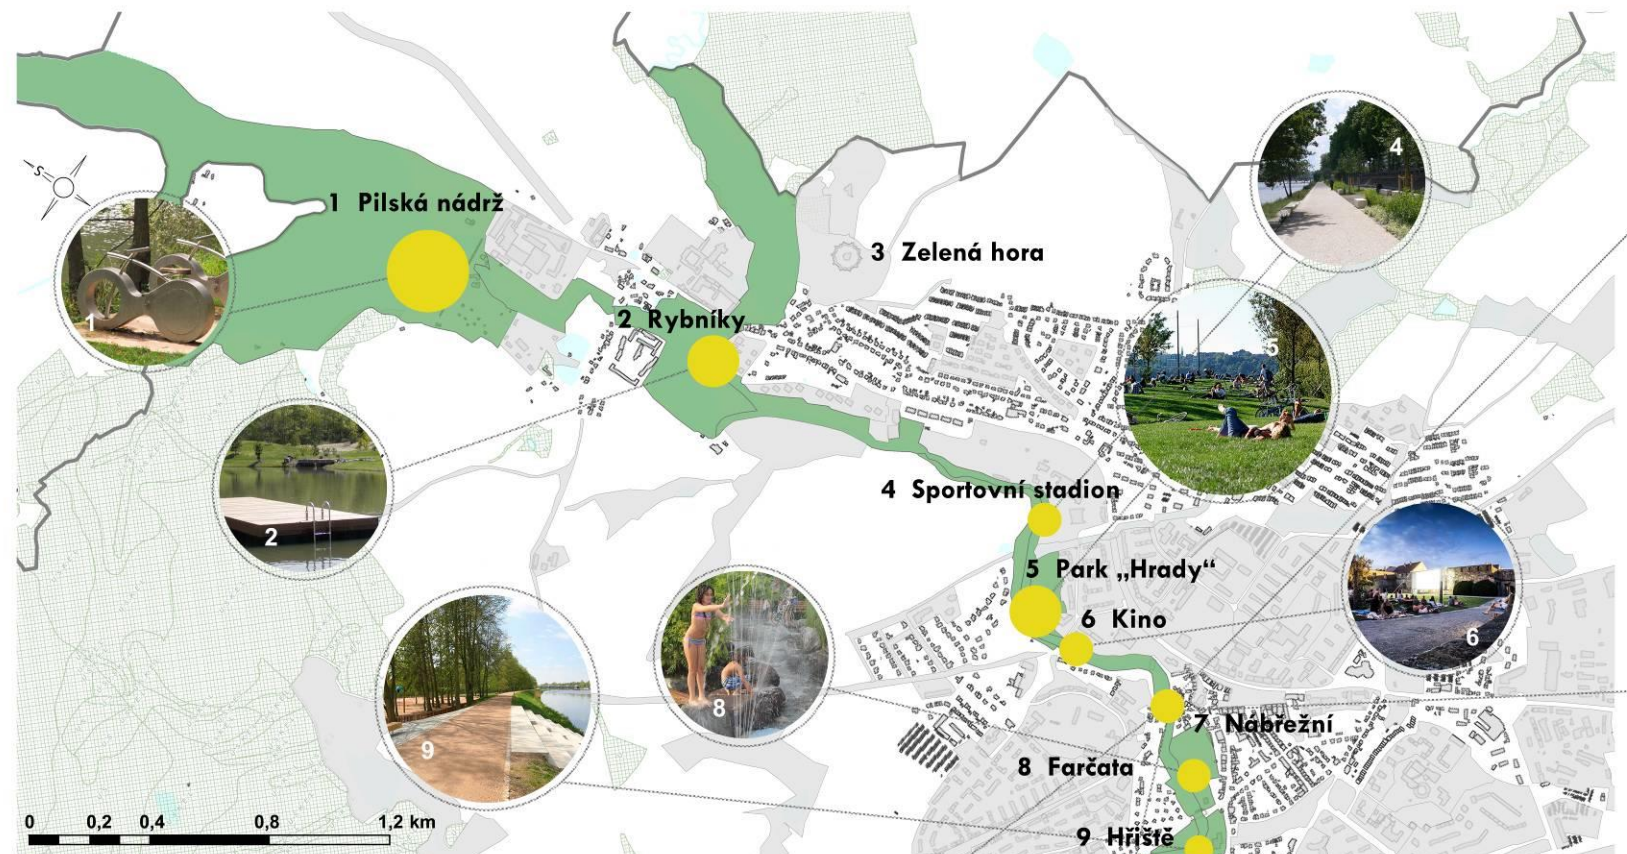 4
S
1 Pilská nádrž
3 Zelená hora
1
2 Rybníky
5
4 Sportovní stadion
2
5 Park „Hrady“
6 Kino
6
8
7 Nábřežní
9
8 Farčata
0 0,2 0,4 0,8 1,2 km
9 Hřiště